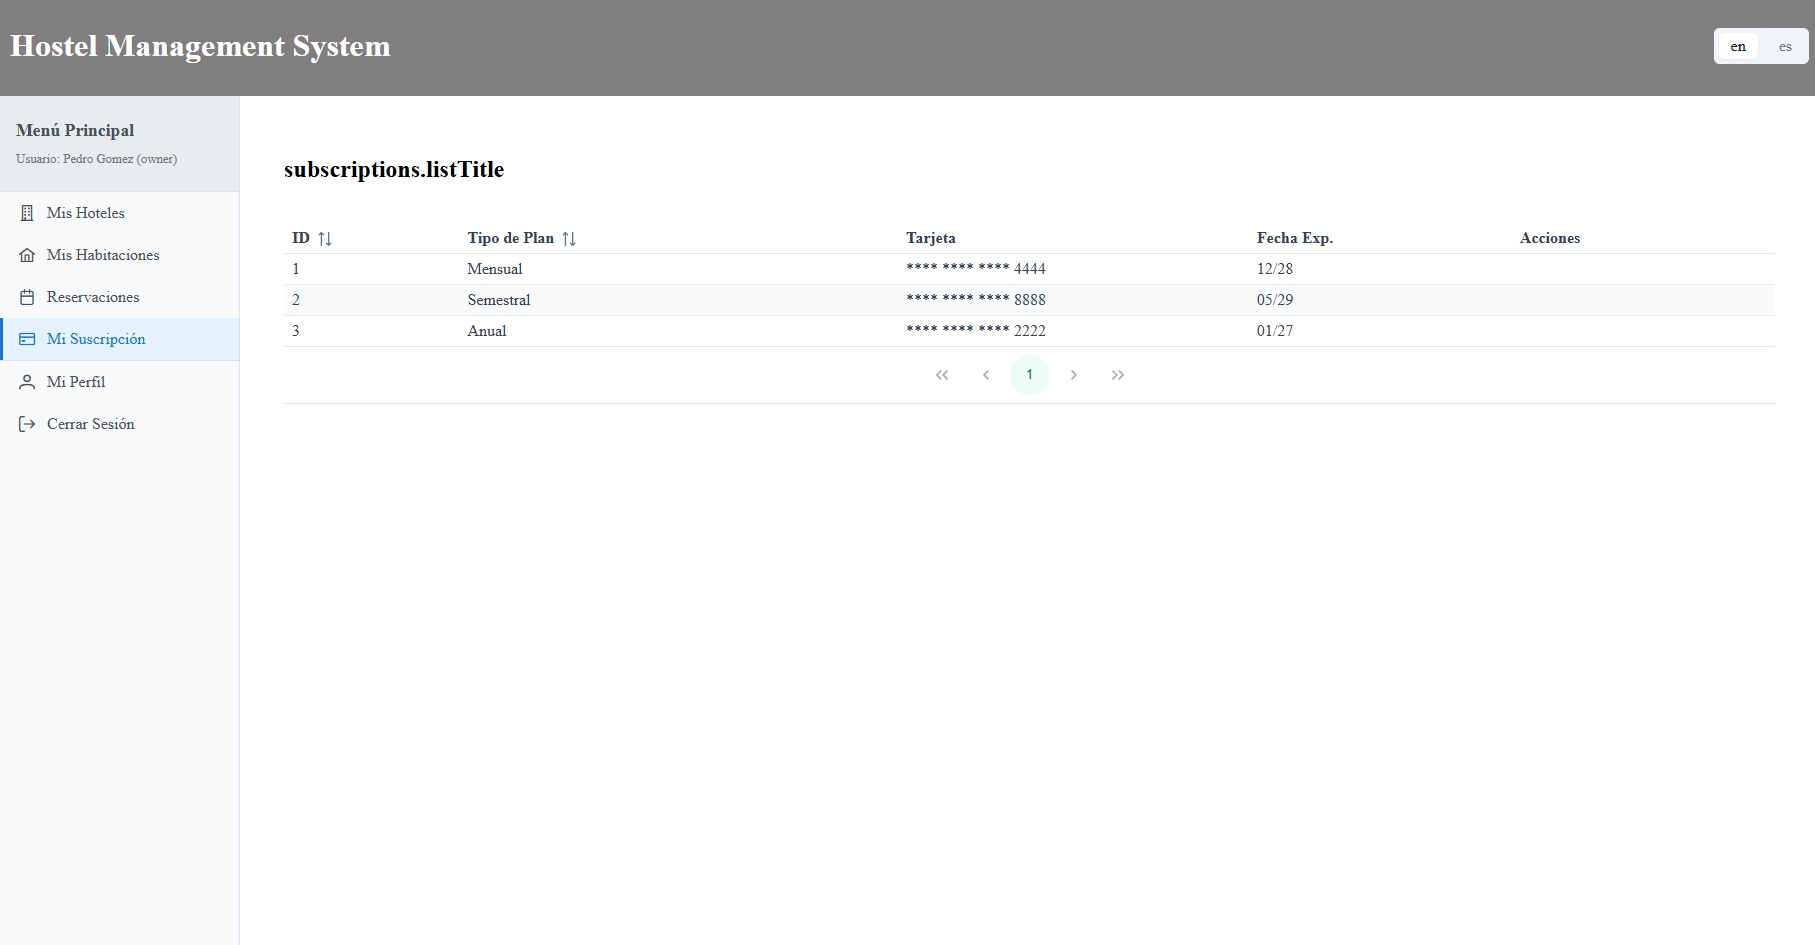 Hostel Management System
en es
Menú Principal
Usuario: Pedro Gomez (owner)
Mis Hoteles
Mis Habitaciones
Reservaciones
Mi Suscripción
Mi Perfil
Cerrar Sesión
subscriptions.listTitle
ID Tipo de Plan Tarjeta Fecha Exp. Acciones
1 Mensual **** **** **** 4444 12/28
2 Semestral **** **** **** 8888 05/29
3 Anual **** **** **** 2222 01/27
1